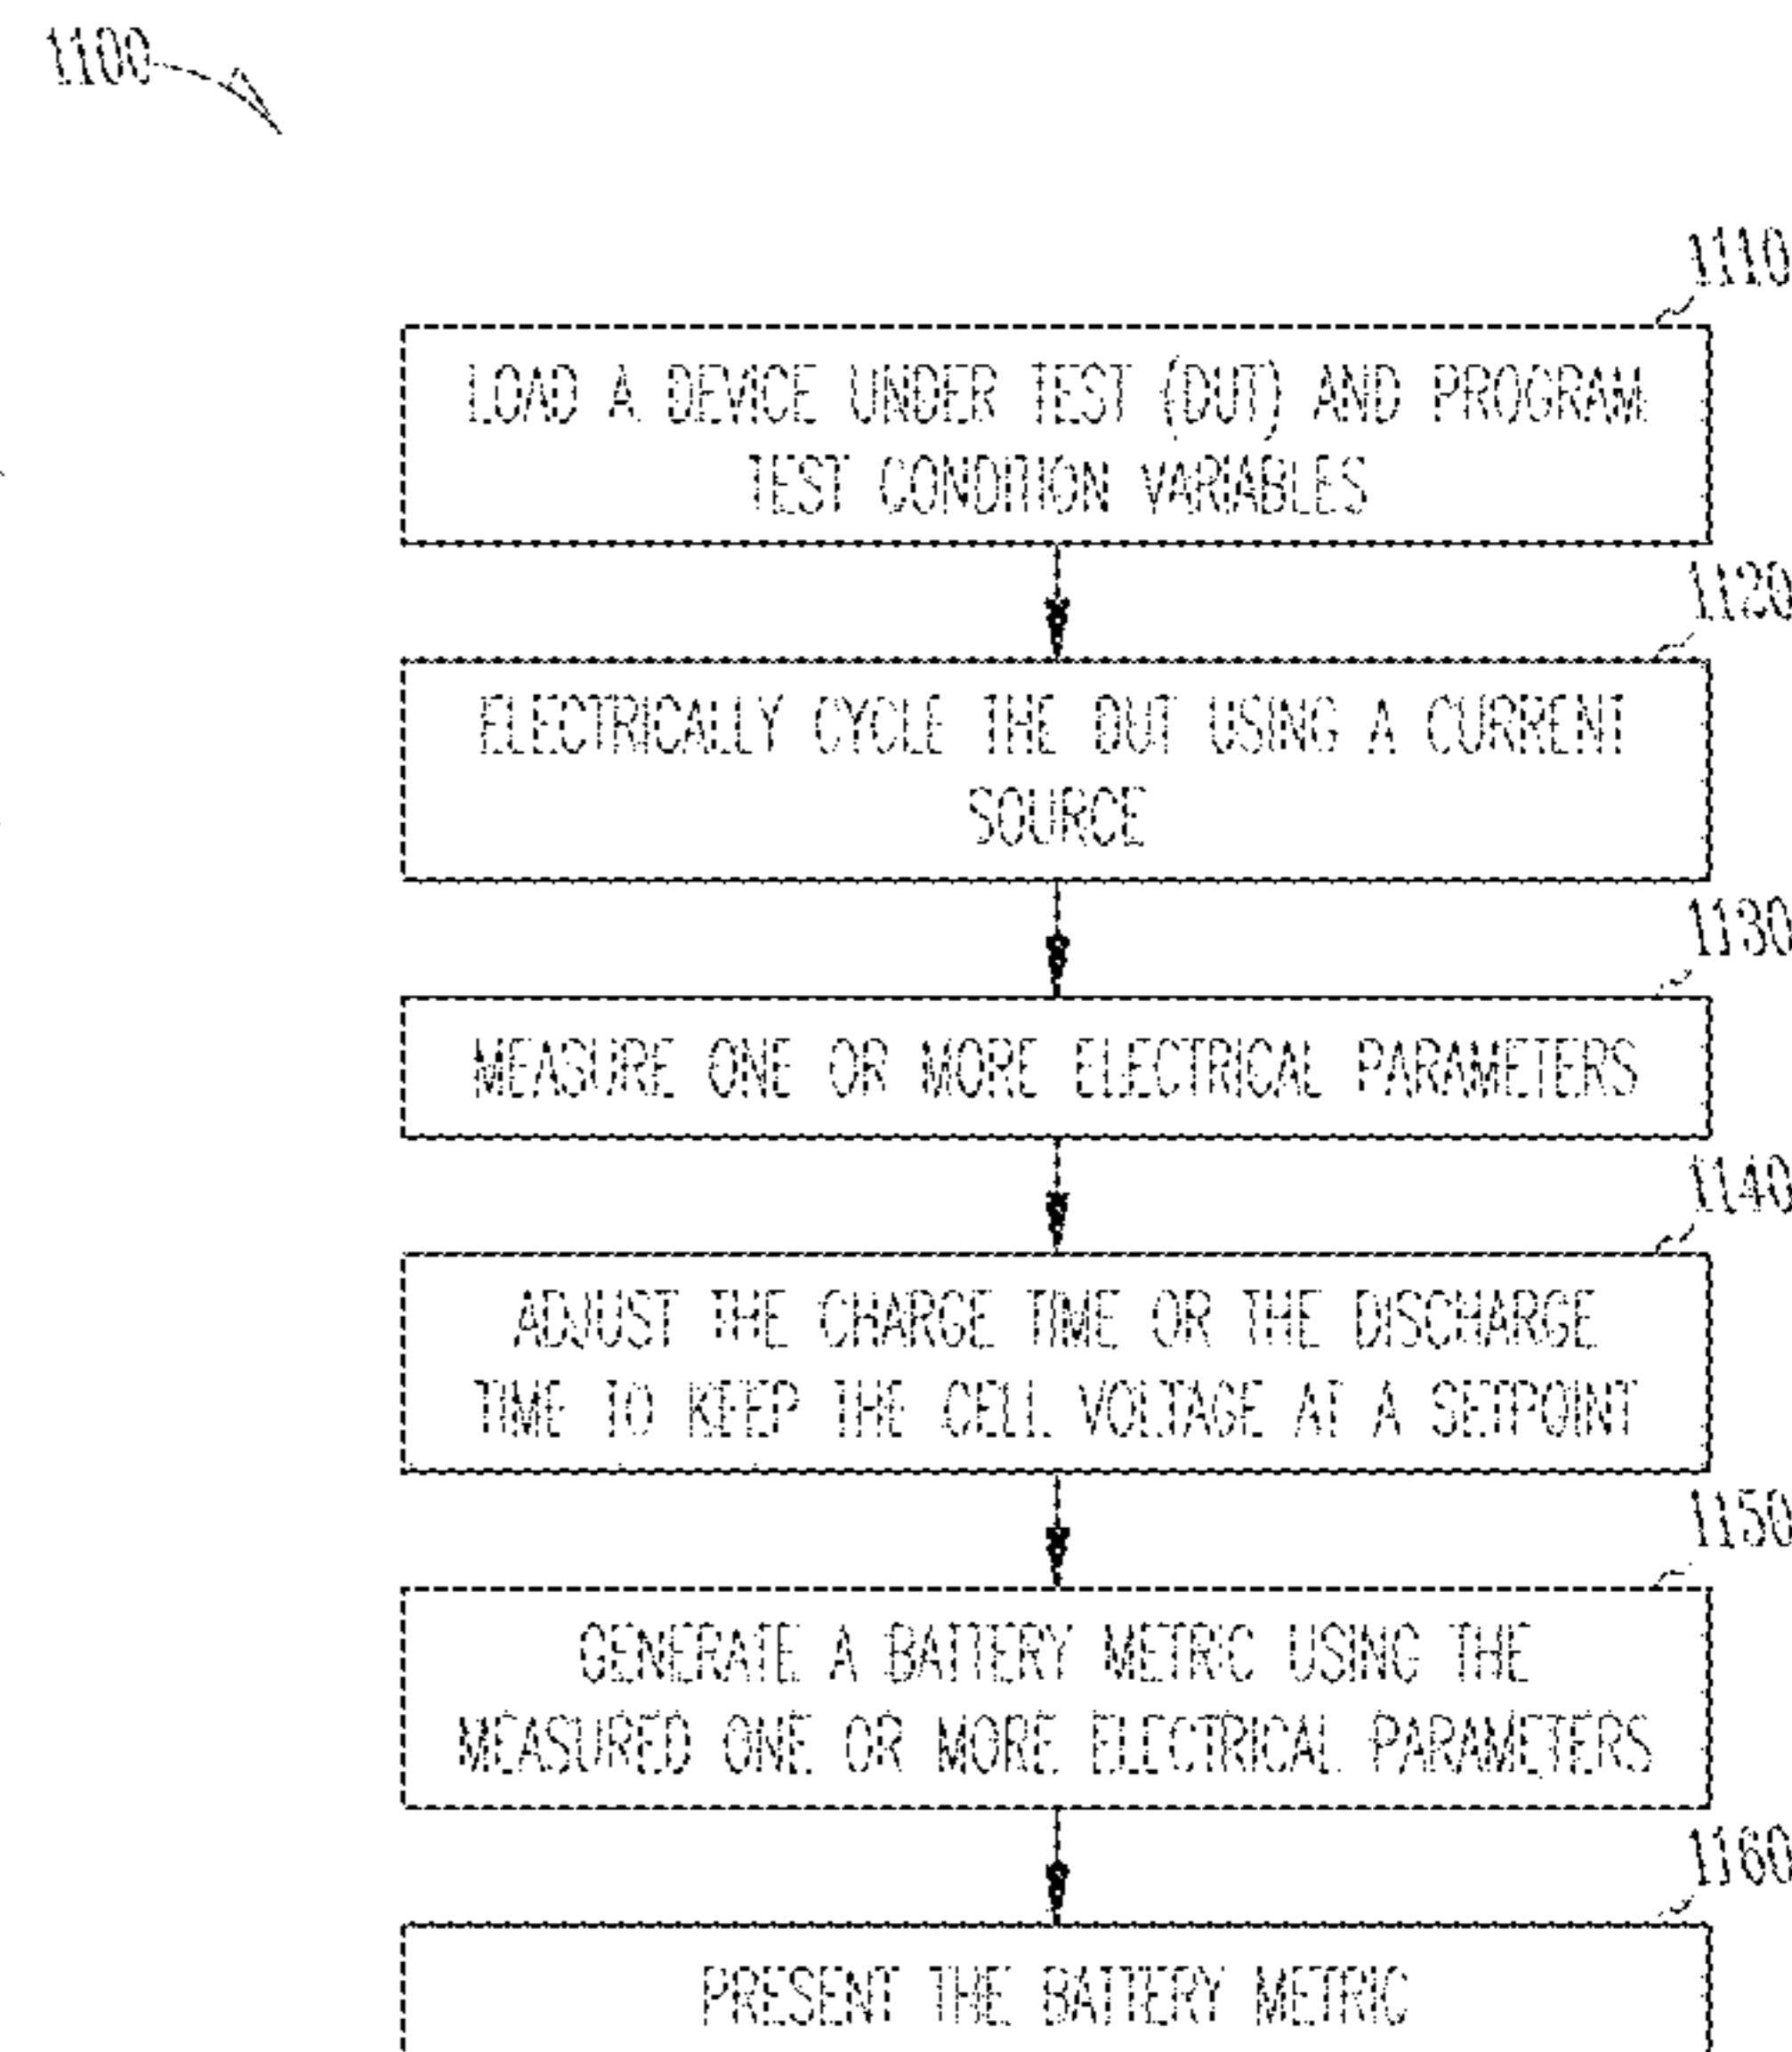 1100
1110
LOAD A DEVICE UNDER TEST (DUT) AND PROGRAM
TEST CONDITION VARIABLES
1120
ELECTRICALLY CYCLE THE DUT USING A CURRENT
SOURCE
1130
MEASURE ONE OR MORE ELECTRICAL PARAMETERS
1140
ADJUST THE CHARGE TIME OR THE DISCHARGE
TIME TO KEEP THE CELL VOLTAGE AT A SETPOINT
1150
GENERATE A BATTERY METRIC USING THE
MEASURED ONE OR MORE ELECTRICAL PARAMETERS
1160
PRESENT THE BATTERY METRIC